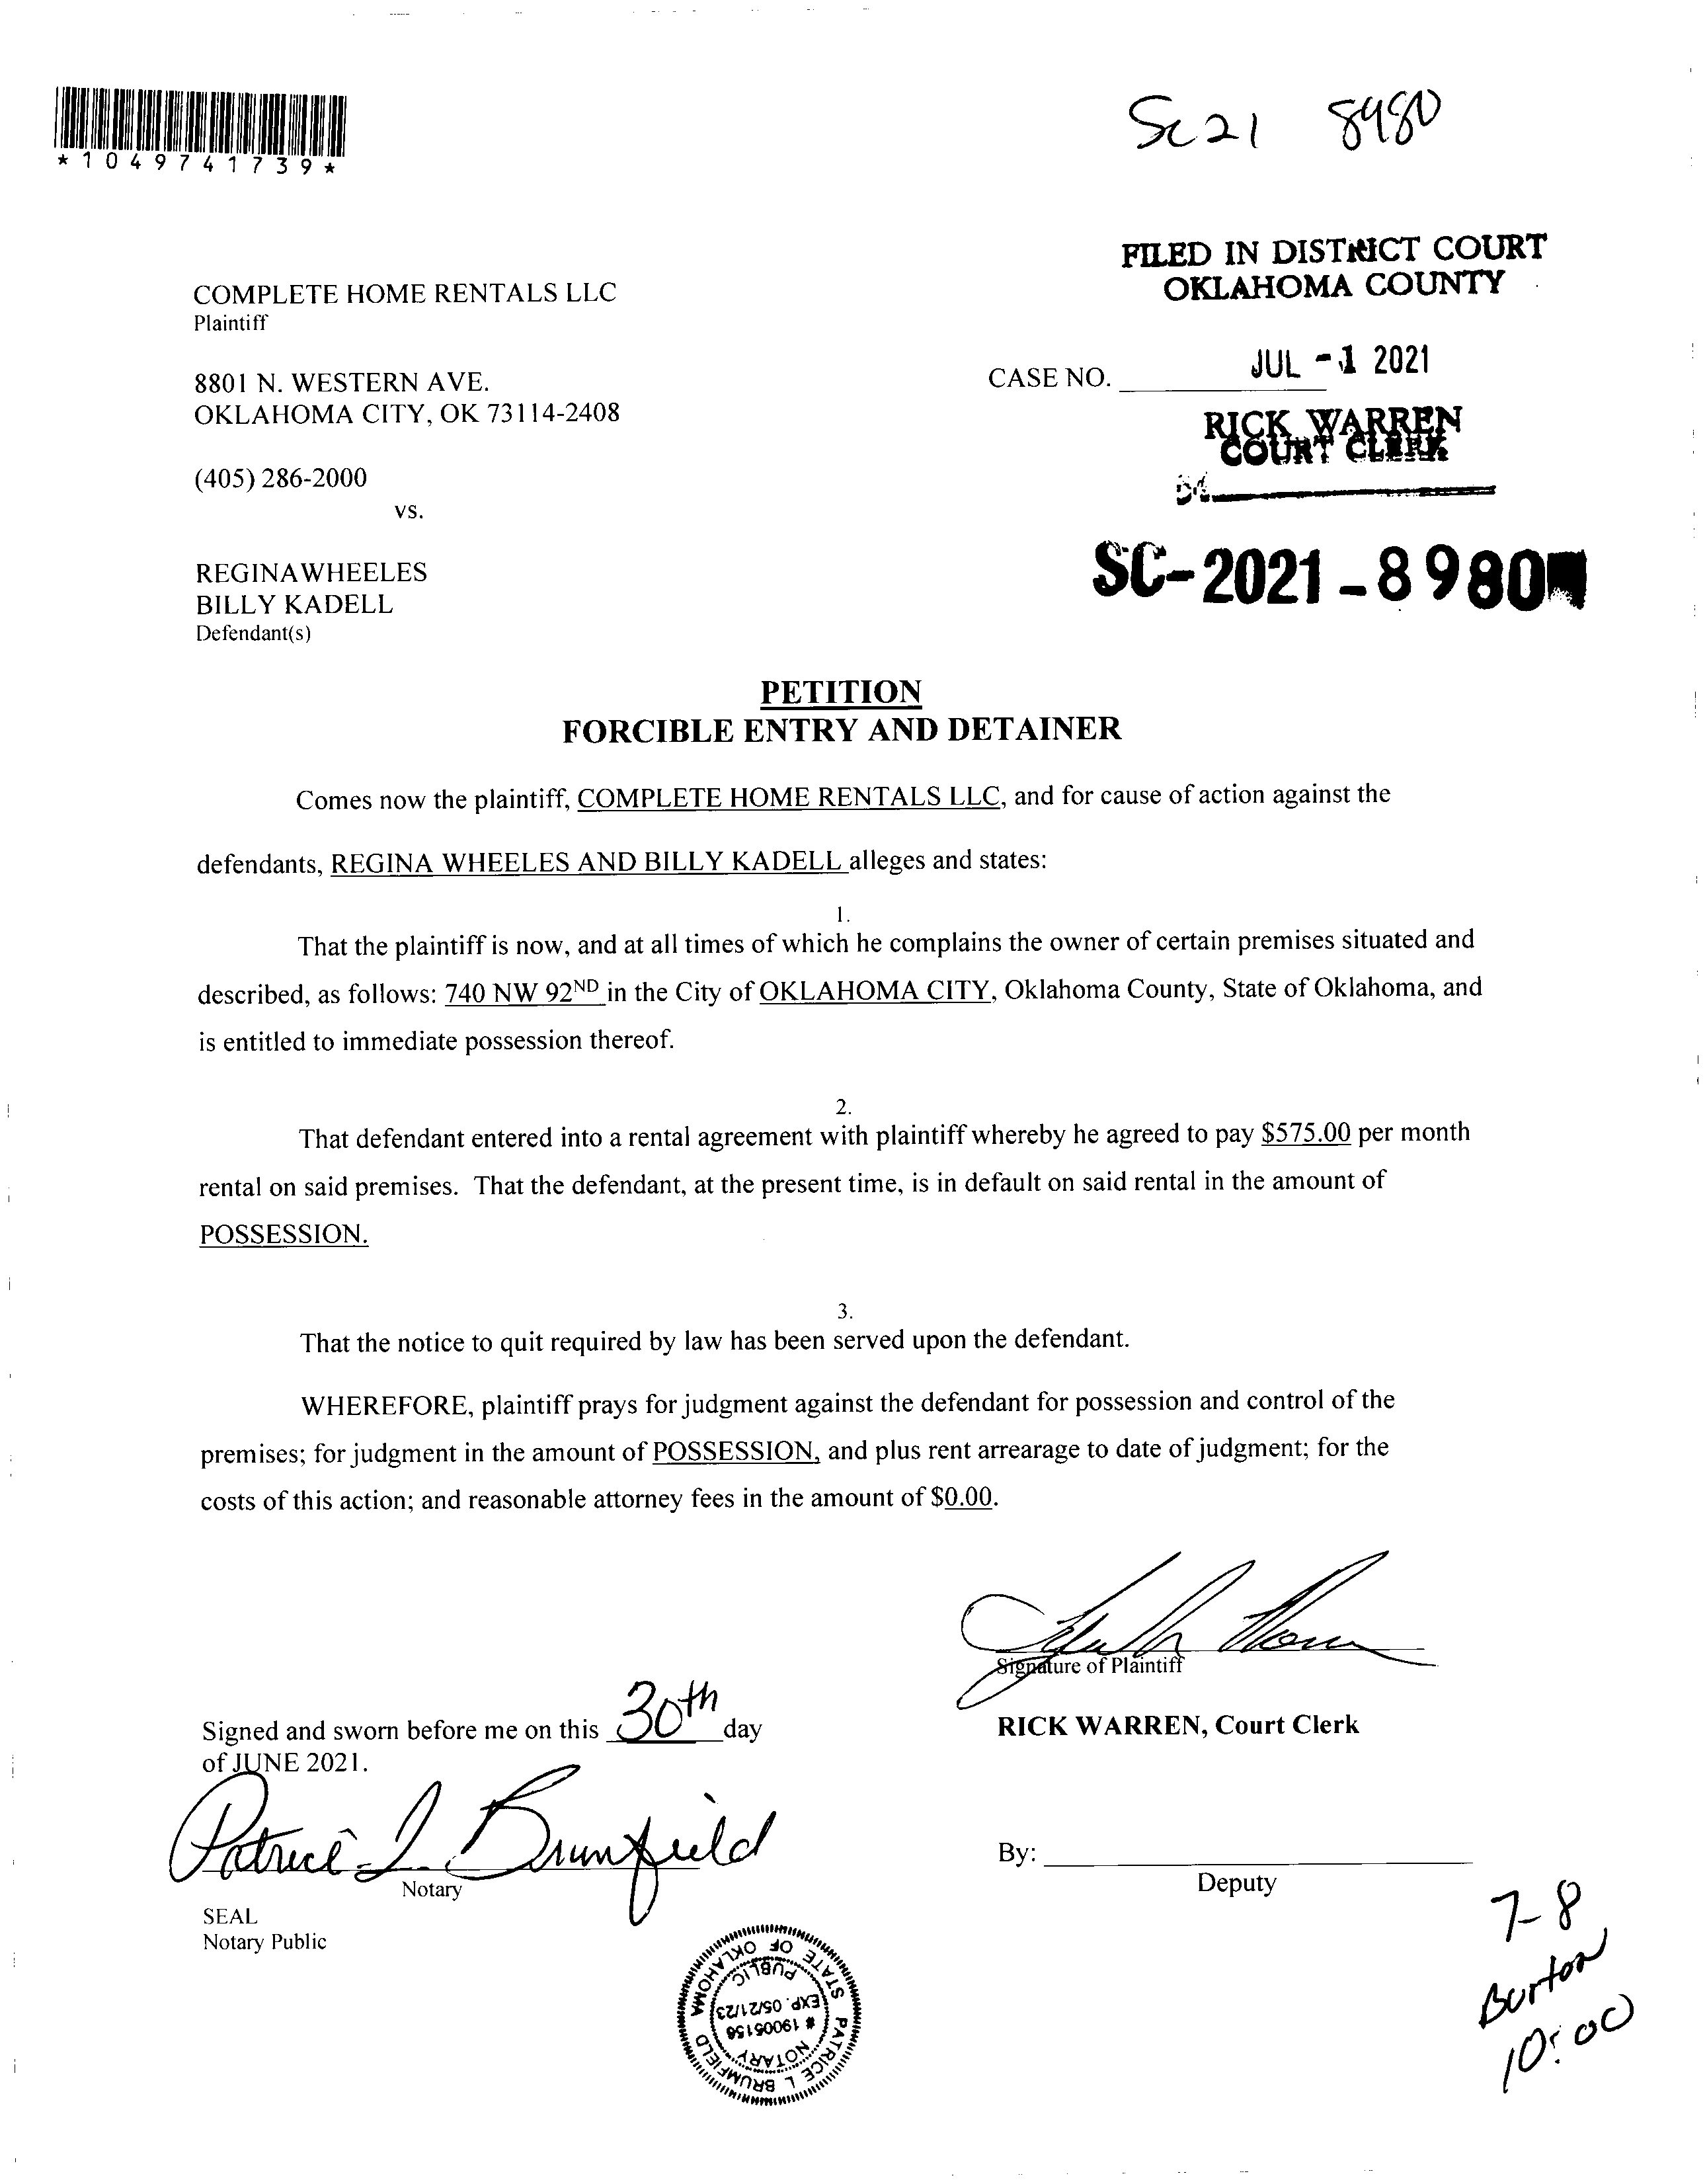 *1049741739*
Sc21 8980
FILED IN DISTRICT COURT
OKLAHOMA COUNTY
COMPLETE HOME RENTALS LLC
Plaintiff
8801 N. WESTERN AVE.
OKLAHOMA CITY, OK 73114-2408
CASE NO.
JUL -1 2021
RICK WARREN
COURT CLERK
(405) 286-2000
vs.
REGINA WHEELES
BILLY KADELL
Defendant(s)
SC-2021-8980
PETITION
FORCIBLE ENTRY AND DETAINER
Comes now the plaintiff, COMPLETE HOME RENTALS LLC, and for cause of action against the
defendants, REGINA WHEELES AND BILLY KADELL alleges and states:
1.
That the plaintiff is now, and at all times of which he complains the owner of certain premises situated and
described, as follows: 740 NW 92ND in the City of OKLAHOMA CITY, Oklahoma County, State of Oklahoma, and
is entitled to immediate possession thereof.
2.
That defendant entered into a rental agreement with plaintiff whereby he agreed to pay $575.00 per month
rental on said premises. That the defendant, at the present time, is in default on said rental in the amount of
POSSESSION.
3.
That the notice to quit required by law has been served upon the defendant.
WHEREFORE, plaintiff prays for judgment against the defendant for possession and control of the
premises; for judgment in the amount of POSSESSION, and plus rent arrearage to date of judgment; for the
costs of this action; and reasonable attorney fees in the amount of $0.00.
Signature of Plaintiff
Signed and sworn before me on this 30th day
of JUNE 2021.
RICK WARREN, Court Clerk
Patrice L. Brumfield
Notary
By:
Deputy
SEAL
Notary Public
PATRICE L BRUMFIELD
STATE OF OKLAHOMA
NOTARY
# 19005156
EXP. 05/21/23
PUBLIC
7-8
Burton
10:00